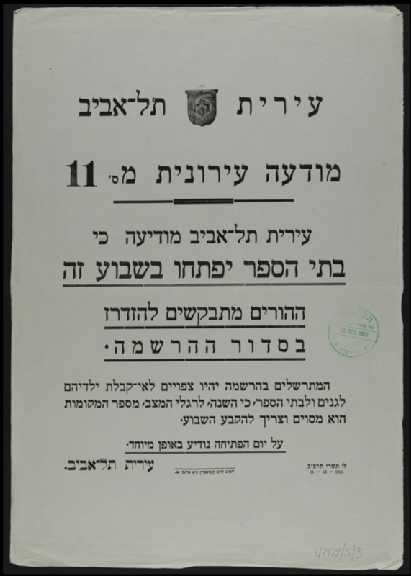 עירית תל־אביב
מודעה עירונית מס׳ 11
עירית תל־אביב מודיעה כי
בתי הספר יפתחו בשבוע זה
ההורים מתבקשים להזדרז
בסדור ההרשמה.
המתרשלים בהרשמה יהיו צפויים לאי־קבלת ילדיהם
לגנים ולבתי הספר, כי השנה, לרגלי המצב, מספר המקומות
הוא מסוים וצריך להקבע השבוע.
על יום הפתיחה נודיע באופן מיוחד.
עירית תל־אביב.